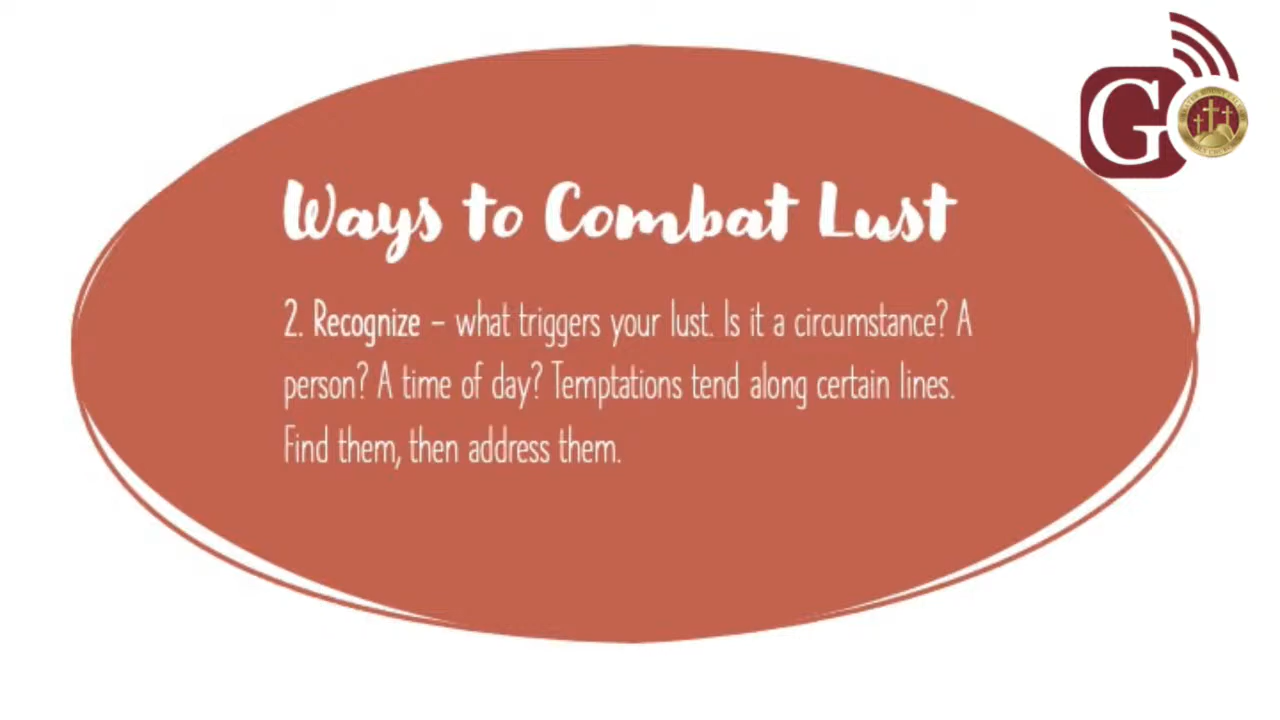 G
Ways to Combat Lust
2. Recognize – what triggers your lust. Is it a circumstance? A
person? A time of day? Temptations tend along certain lines.
Find them, then address them.